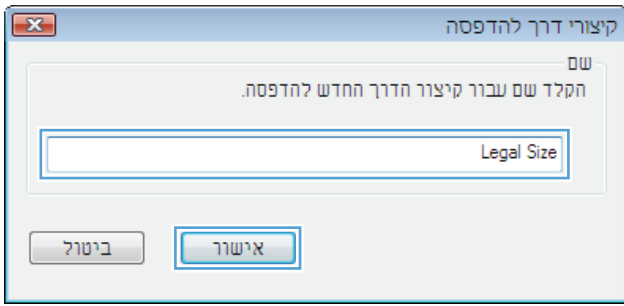 קיצורי דרך להדפסה
שם
הקלד שם עבור קיצור הדרך החדש להדפסה.
Legal Size
אישור
ביטול